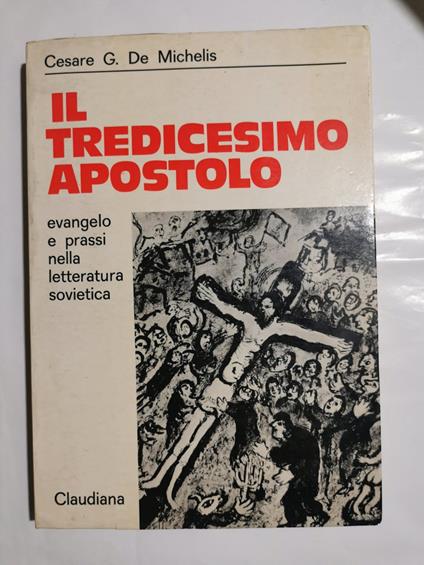 Cesare G. De Michelis
IL
TREDICESIMO
APOSTOLO
evangelo
e prassi
nella
letteratura
sovietica
Claudiana